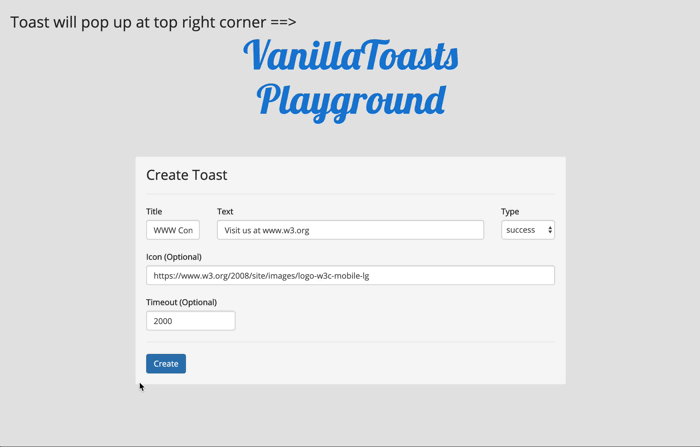 Toast will pop up at top right corner ==>
VanillaToasts
Playground
Create Toast
Title Text Type
WWW Con Visit us at www.w3.org success
Icon (Optional)
https://www.w3.org/2008/site/images/logo-w3c-mobile-lg
Timeout (Optional)
2000
Create